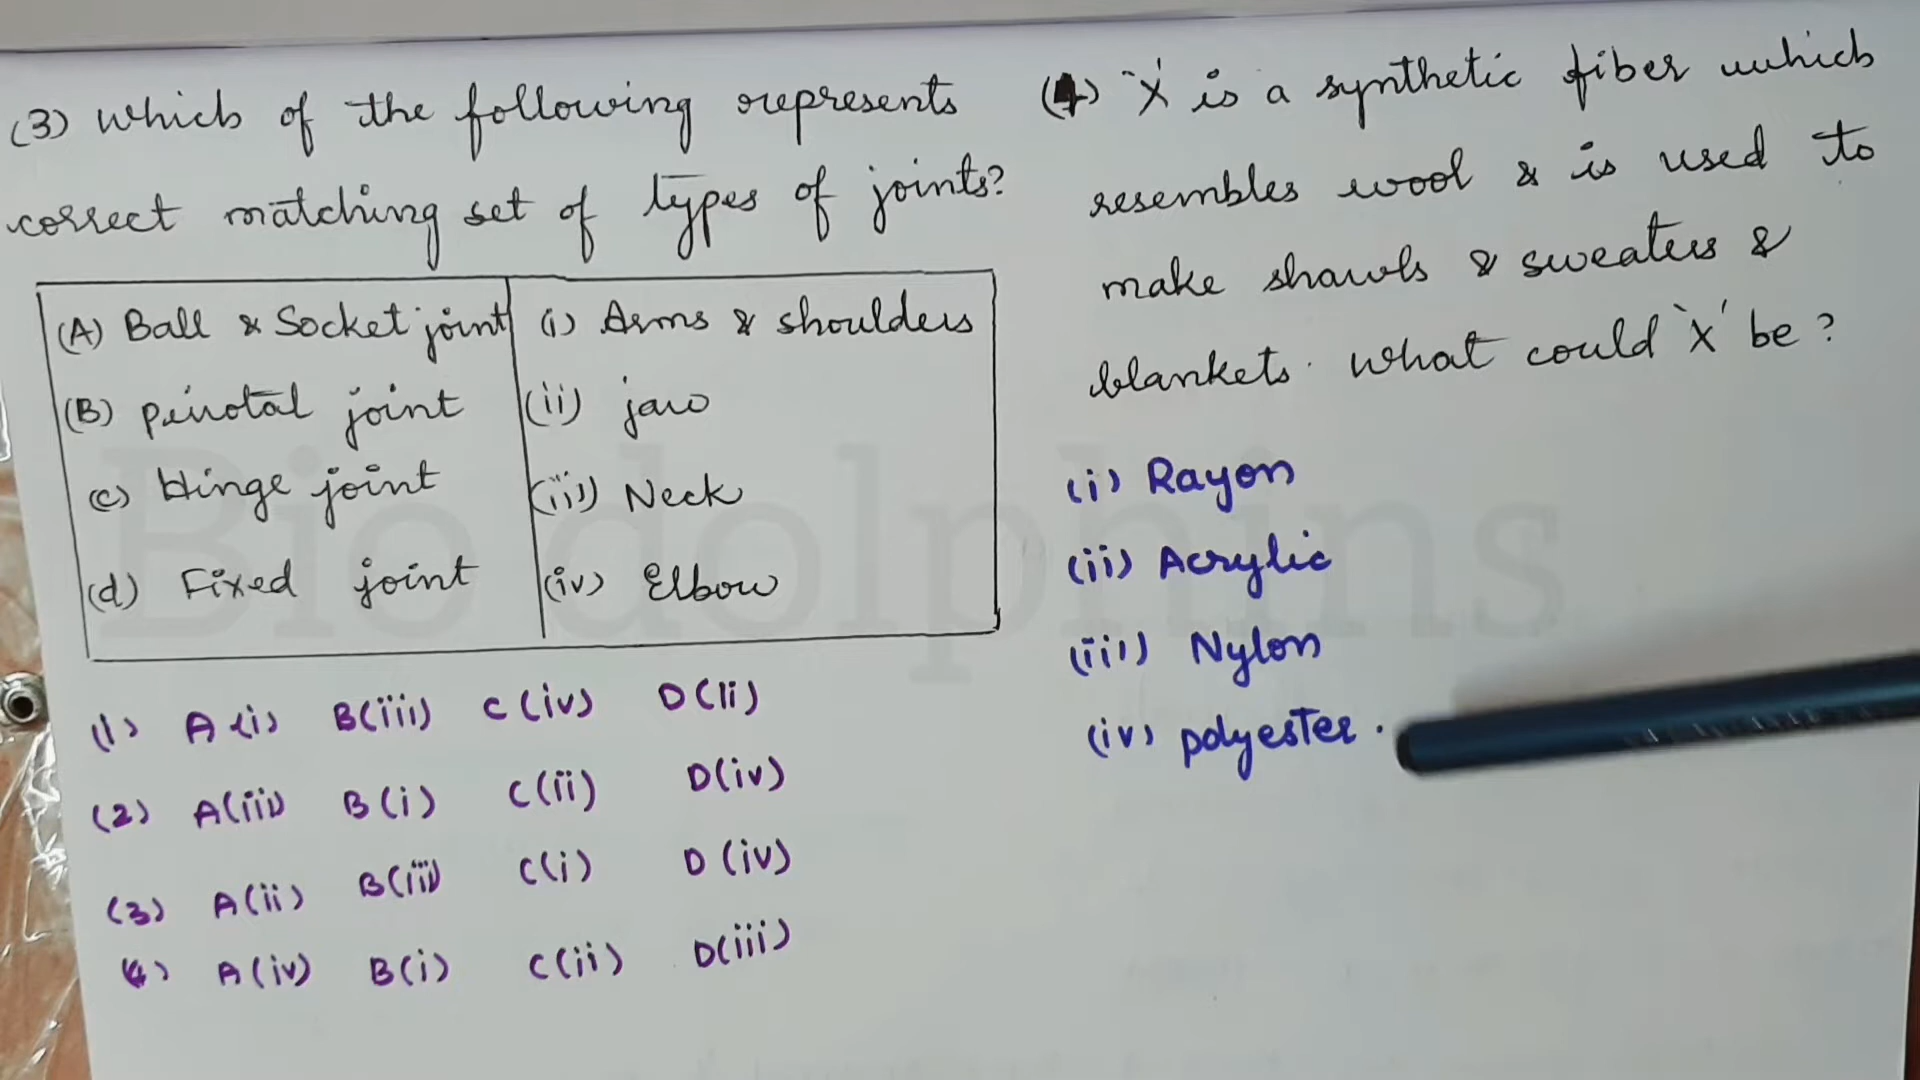 (3) Which of the following represents
correct matching set of types of joints?
(A) Ball & Socket joint (i) Arms & shoulders
(B) Pivotal joint (ii) jaw
(c) Hinge joint (iii) Neck
(d) Fixed joint (iv) Elbow
(1) A(i) B(iii) C(iv) D(ii)
(2) A(iii) B(i) C(ii) D(iv)
(3) A(ii) B(iii) C(i) D(iv)
(4) A(iv) B(i) C(ii) D(iii)
(4) 'X' is a synthetic fiber which
resembles wool & is used to
make shawls & sweaters &
blankets. What could 'X' be?
(i) Rayon
(ii) Acrylic
(iii) Nylon
(iv) polyester.
Bio dolphins